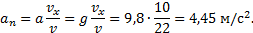 aₙ = a vₓ/v = g vₓ/v = 9,8 · 10/22 = 4,45 м/с².